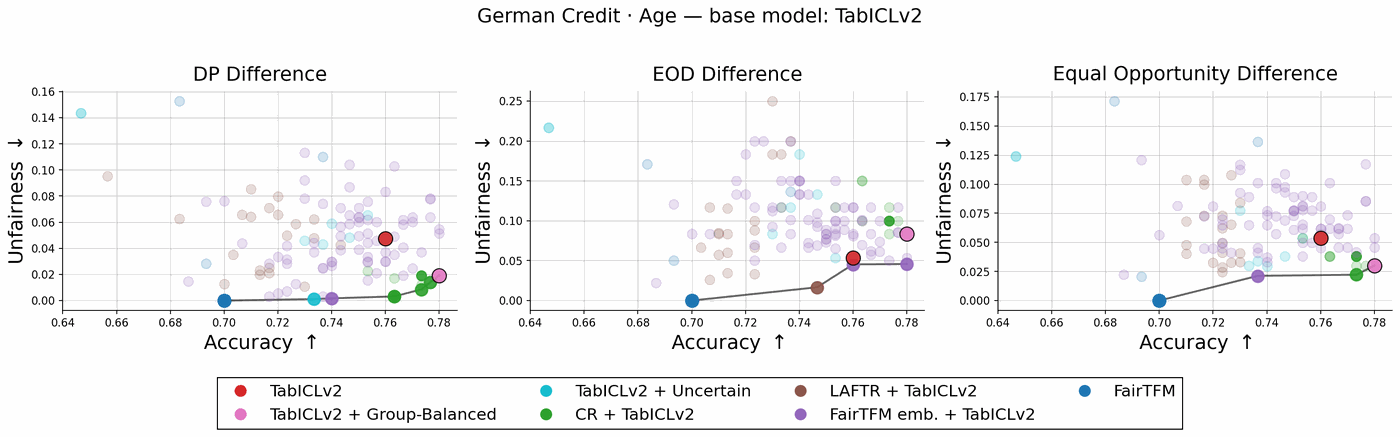 German Credit · Age — base model: TabICLv2
DP Difference
Unfairness ↓
0.16
0.14
0.12
0.10
0.08
0.06
0.04
0.02
0.00
0.64 0.66 0.68 0.70 0.72 0.74 0.76 0.78
Accuracy ↑
EOD Difference
Unfairness ↓
0.25
0.20
0.15
0.10
0.05
0.00
0.64 0.66 0.68 0.70 0.72 0.74 0.76 0.78
Accuracy ↑
Equal Opportunity Difference
Unfairness ↓
0.175
0.150
0.125
0.100
0.075
0.050
0.025
0.000
0.64 0.66 0.68 0.70 0.72 0.74 0.76 0.78
Accuracy ↑
TabICLv2
TabICLv2 + Group-Balanced
TabICLv2 + Uncertain
CR + TabICLv2
LAFTR + TabICLv2
FairTFM emb. + TabICLv2
FairTFM